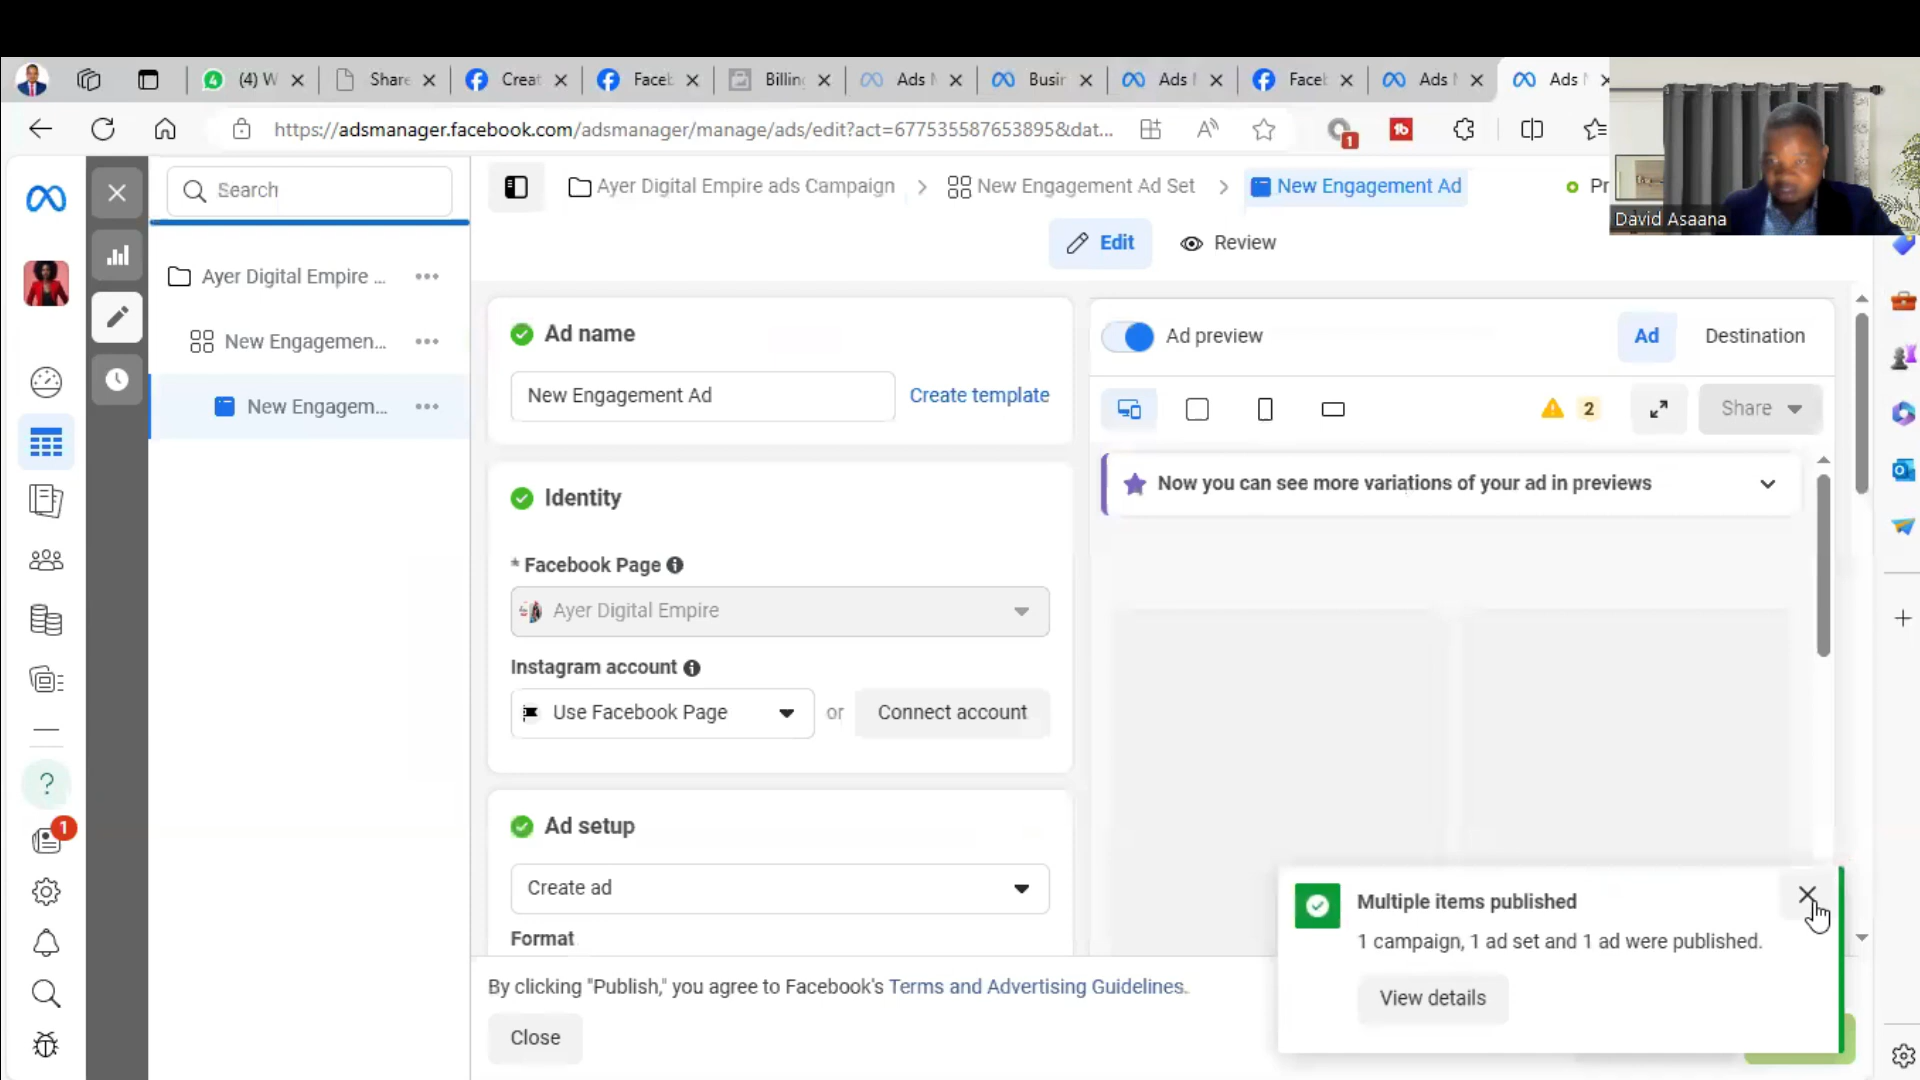 4
(4) W
Share
Creat
Faceb
Billing
Ads
Busir
Ads
Faceb
Ads
Ads
https://adsmanager.facebook.com/adsmanager/manage/ads/edit?act=677535587653895&dat...
A
1
David Asaana
Search
Ayer Digital Empire ads Campaign
New Engagement Ad Set
New Engagement Ad
Pr
Edit
Review
Ayer Digital Empire ...
New Engagemen...
New Engagem...
Ad name
New Engagement Ad
Create template
Identity
* Facebook Page
Ayer Digital Empire
Instagram account
Use Facebook Page
or
Connect account
Ad setup
Create ad
Format
Ad preview
Ad
Destination
2
Share
Now you can see more variations of your ad in previews
Multiple items published
1 campaign, 1 ad set and 1 ad were published.
View details
By clicking "Publish," you agree to Facebook's Terms and Advertising Guidelines.
Close
1